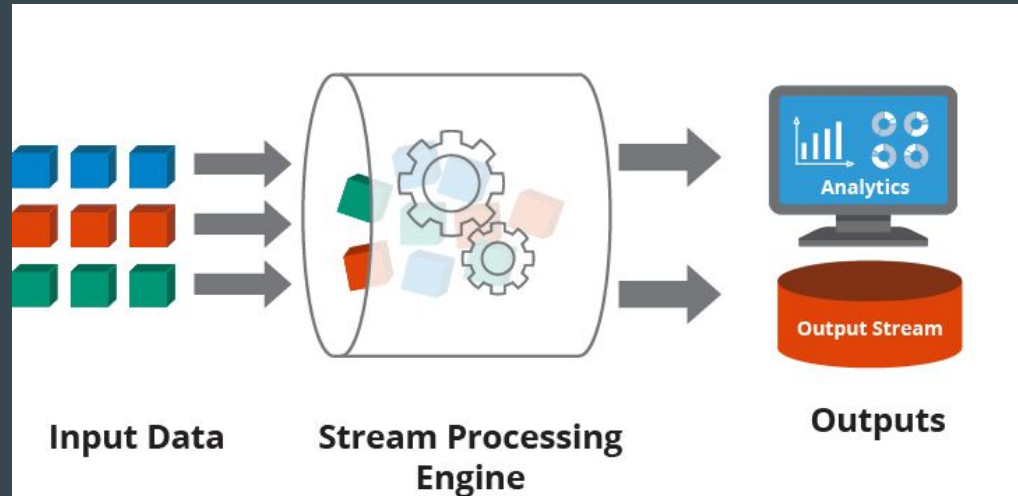 Analytics
Output Stream
Input Data
Stream Processing
Engine
Outputs